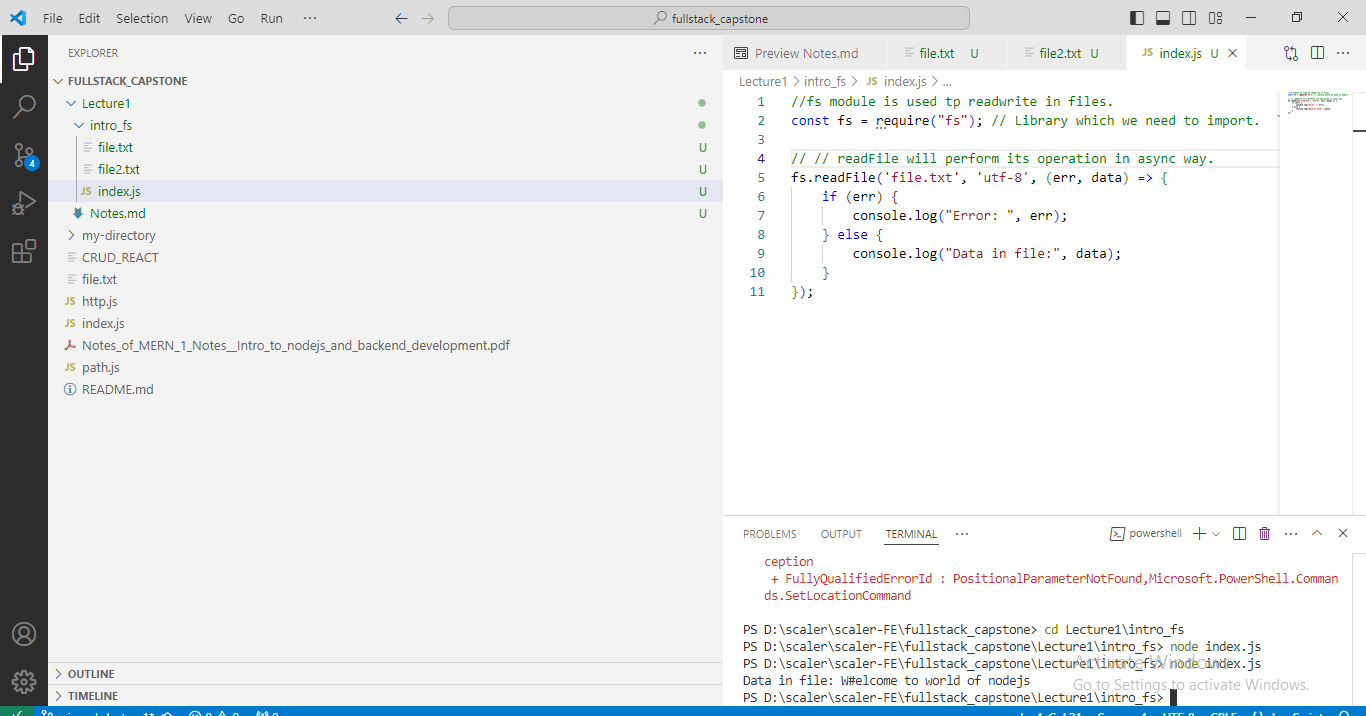 File Edit Selection View Go Run ···
fullstack_capstone
EXPLORER
FULLSTACK_CAPSTONE
Lecture1
intro_fs
file.txt U
file2.txt U
JS index.js U
Notes.md U
my-directory
CRUD_REACT
file.txt
JS http.js
JS index.js
Notes_of_MERN_1_Notes__Intro_to_nodejs_and_backend_development.pdf
JS path.js
README.md
OUTLINE
TIMELINE
4
Preview Notes.md file.txt U file2.txt U JS index.js U
Lecture1 > intro_fs > JS index.js > ...
1 //fs module is used tp readwrite in files.
2 const fs = require("fs"); // Library which we need to import.
3
4 // // readFile will perform its operation in async way.
5 fs.readFile('file.txt', 'utf-8', (err, data) => {
6 if (err) {
7 console.log("Error: ", err);
8 } else {
9 console.log("Data in file:", data);
10 }
11 });
PROBLEMS OUTPUT TERMINAL ··· powershell
ception
+ FullyQualifiedErrorId : PositionalParameterNotFound,Microsoft.PowerShell.Comman
ds.SetLocationCommand
PS D:\scaler\scaler-FE\fullstack_capstone> cd Lecture1\intro_fs
PS D:\scaler\scaler-FE\fullstack_capstone\Lecture1\intro_fs> node index.js
PS D:\scaler\scaler-FE\fullstack_capstone\Lecture1\intro_fs> node index.js
Data in file: W#elcome to world of nodejs
PS D:\scaler\scaler-FE\fullstack_capstone\Lecture1\intro_fs>
Activate Windows
Go to Settings to activate Windows.